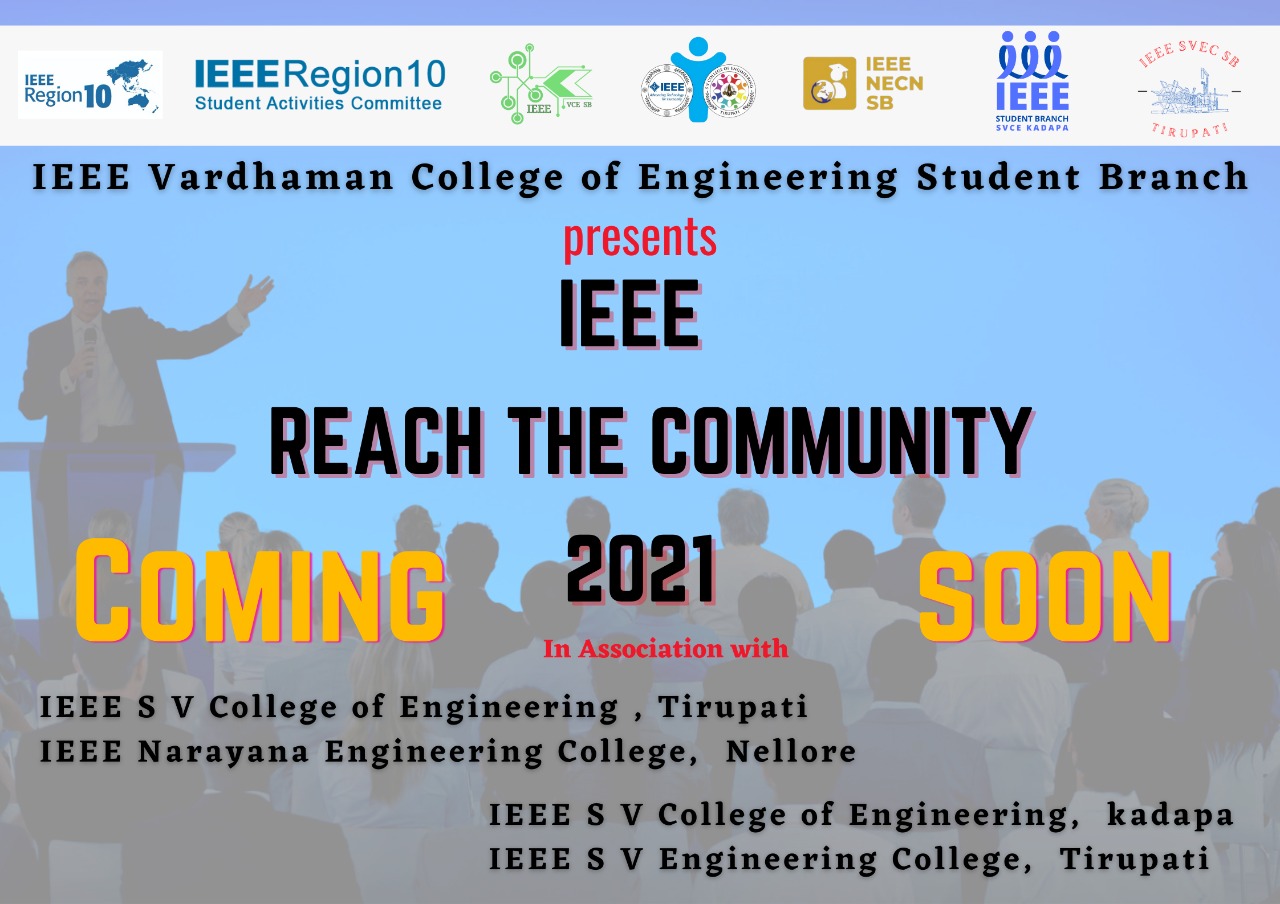 IEEE
Region10
IEEERegion10
Student Activities Committee
IEEE
VCE SB
IEEE
IEEE
NECN
SB
IEEE
STUDENT BRANCH
SVCE KADAPA
IEEE SVEC SB
TIRUPATI
IEEE Vardhaman College of Engineering Student Branch
presents
IEEE
REACH THE COMMUNITY
2021
COMING
SOON
In Association with
IEEE S V College of Engineering , Tirupati
IEEE Narayana Engineering College, Nellore
IEEE S V College of Engineering, kadapa
IEEE S V Engineering College, Tirupati